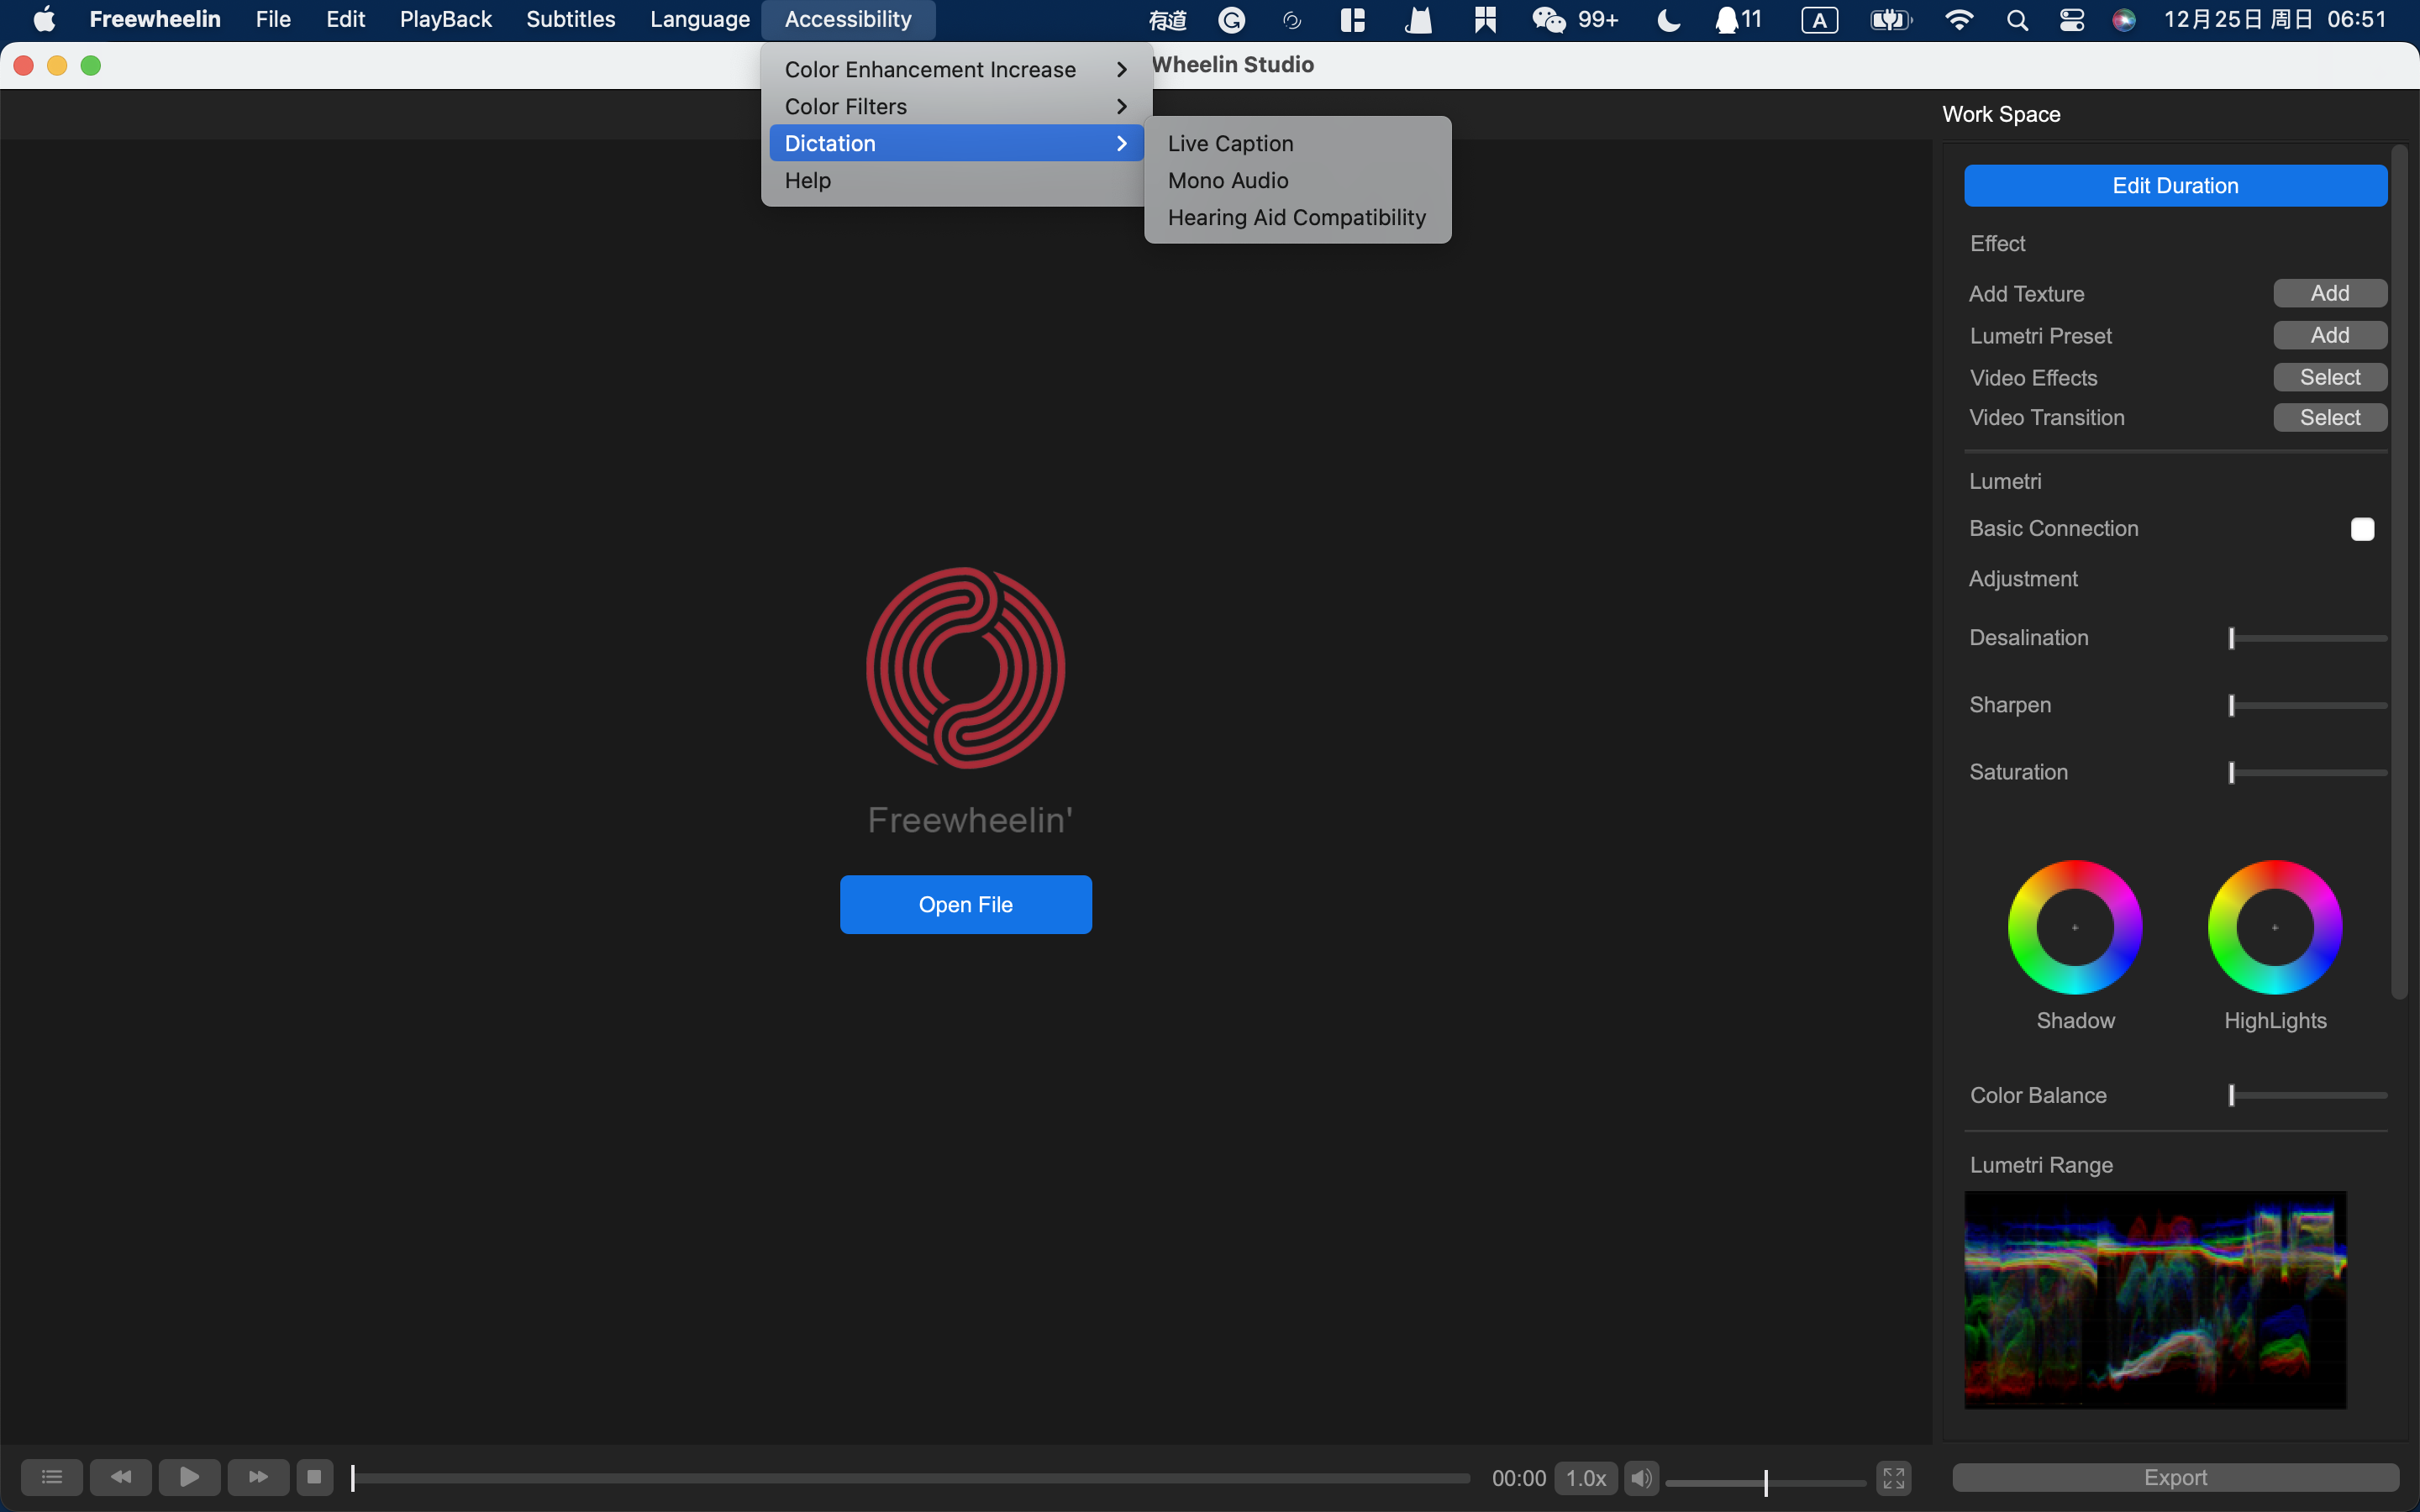 Freewheelin File Edit PlayBack Subtitles Language Accessibility 有道 99+ 11 A 12月25日 周日 06:51
Wheelin Studio
Color Enhancement Increase
Color Filters
Dictation
Help
Live Caption
Mono Audio
Hearing Aid Compatibility
Freewheelin'
Open File
Work Space
Edit Duration
Effect
Add Texture Add
Lumetri Preset Add
Video Effects Select
Video Transition Select
Lumetri
Basic Connection
Adjustment
Desalination
Sharpen
Saturation
Shadow HighLights
Color Balance
Lumetri Range
00:00 1.0x
Export